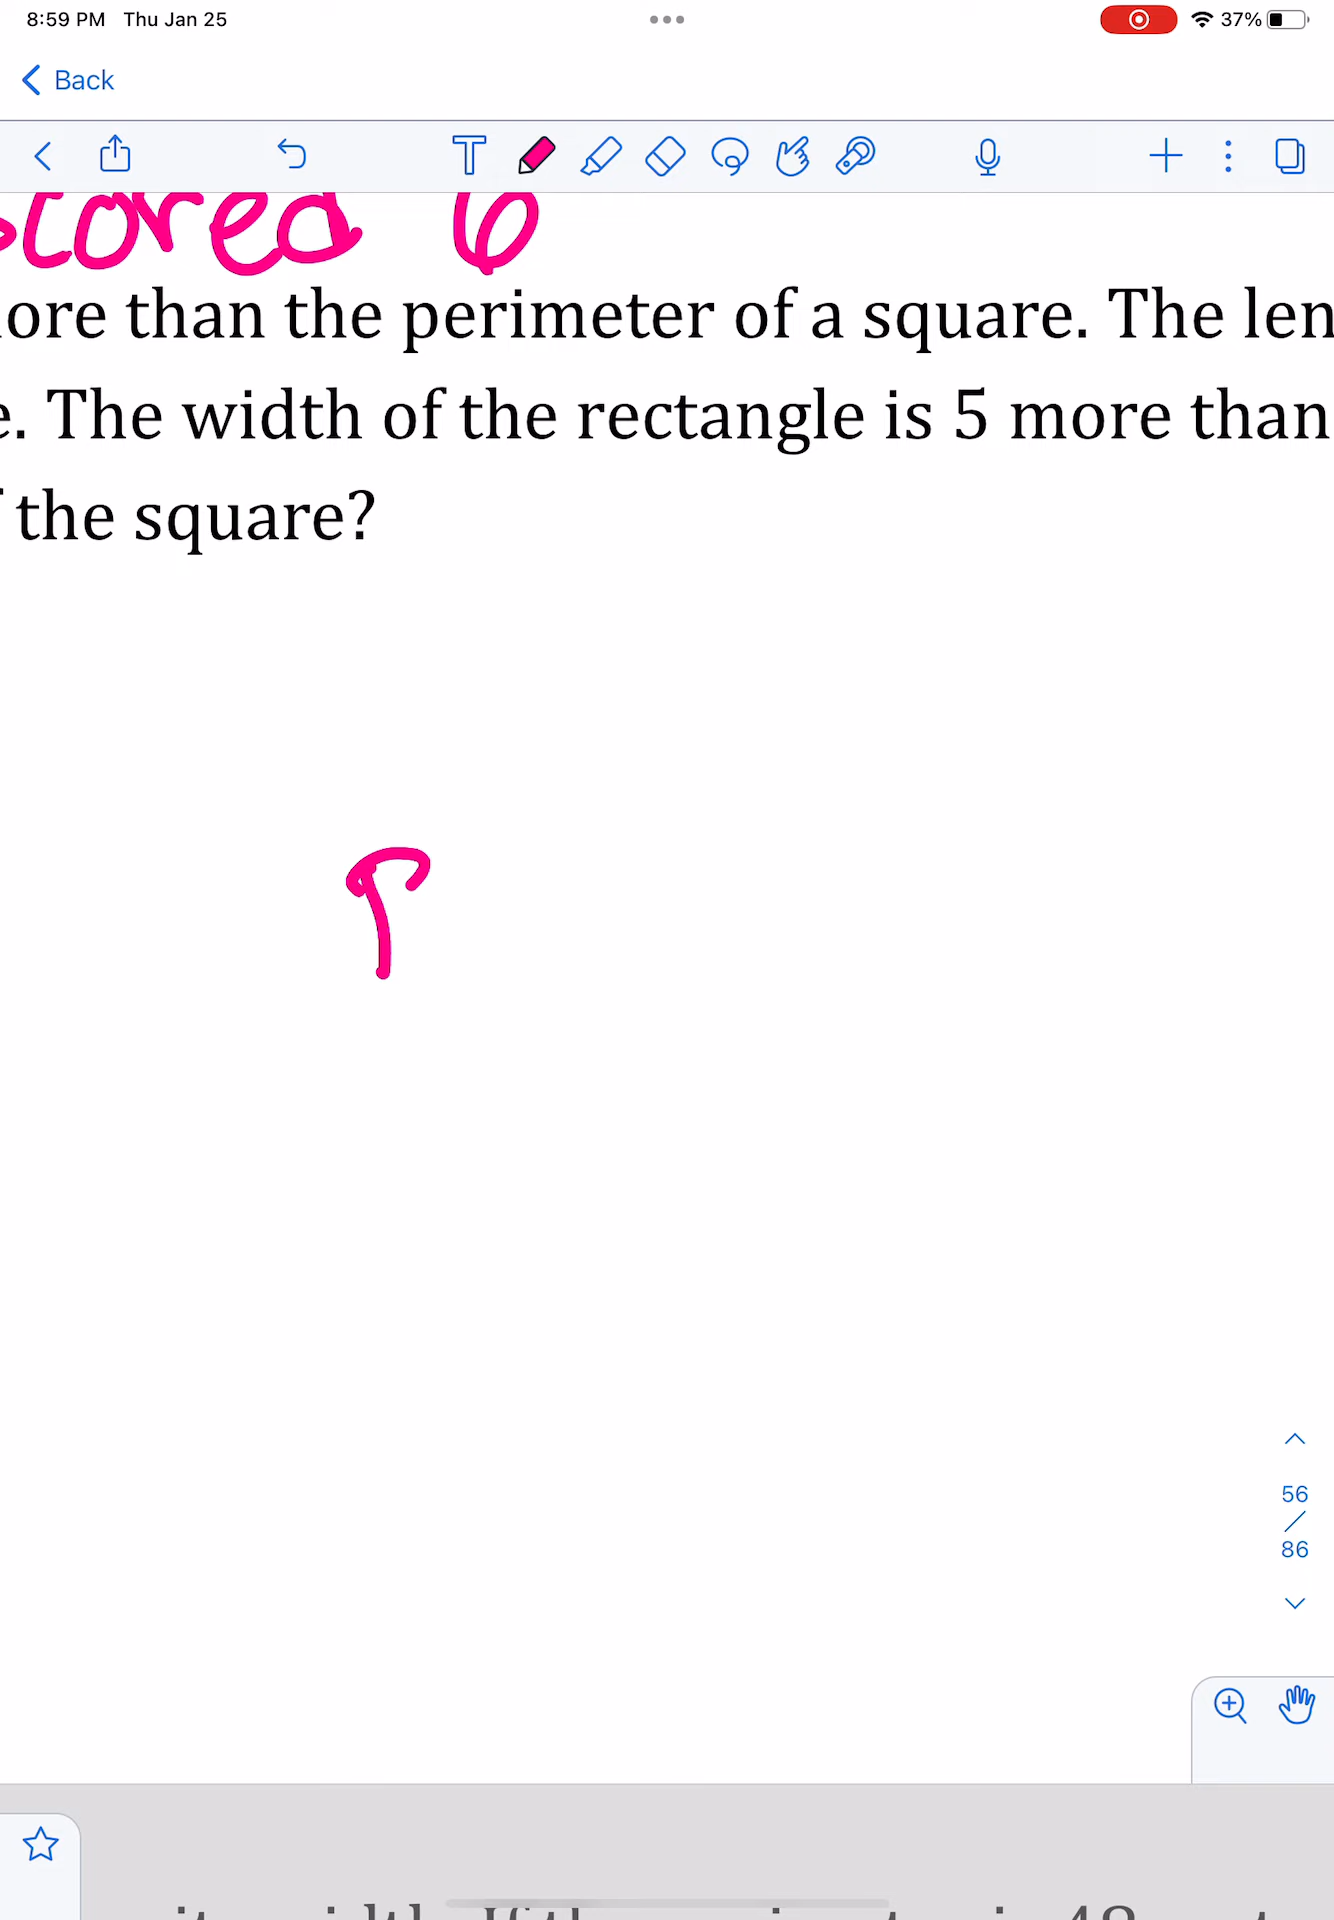 8:59 PM Thu Jan 25
37%
Back
scored 6
ore than the perimeter of a square. The len
e. The width of the rectangle is 5 more than
the square?
P
56
/
86